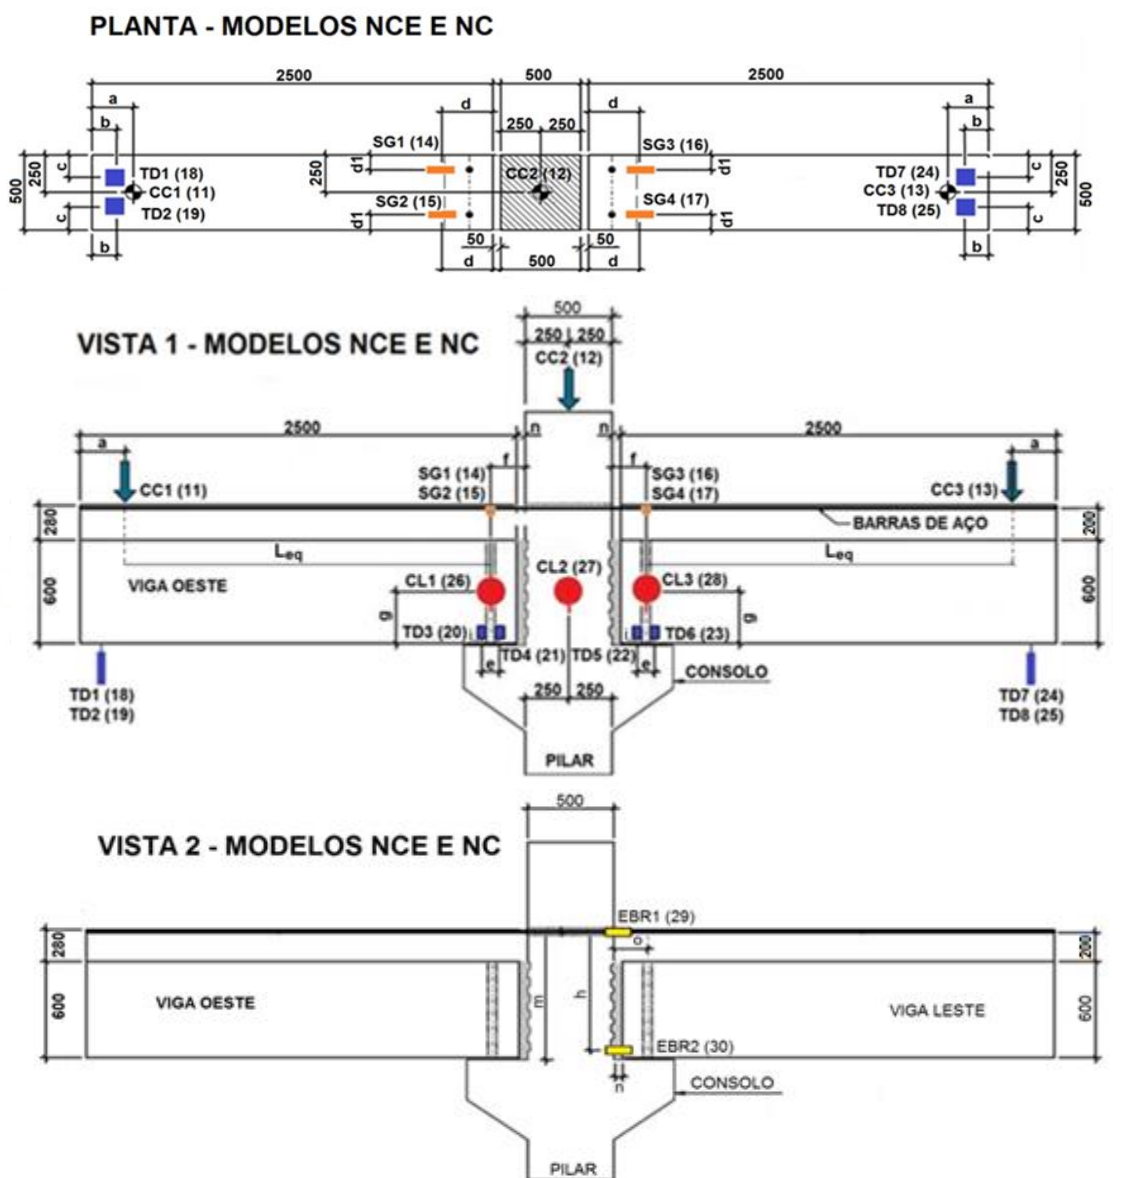 PLANTA - MODELOS NCE E NC
2500
500
2500
a
d
d
a
b
250 250
b
SG1 (14)
SG3 (16)
c
d1
d1
c
500
250
TD1 (18)
CC1 (11)
TD2 (19)
250
CC2 (12)
TD7 (24)
CC3 (13)
TD8 (25)
250
500
SG2 (15)
SG4 (17)
c
d1
d1
c
50
50
b
d
500
d
b
500
VISTA 1 - MODELOS NCE E NC
250 250
CC2 (12)
2500
n
n
2500
a
f
f
a
SG1 (14)
SG2 (15)
SG3 (16)
SG4 (17)
CC1 (11)
CC3 (13)
280
BARRAS DE AÇO
200
Leq
Leq
600
VIGA OESTE
CL1 (26)
CL2 (27)
CL3 (28)
600
g
g
TD3 (20)
TD6 (23)
TD4 (21)
TD5 (22)
e
e
CONSOLO
TD1 (18)
TD2 (19)
250 250
TD7 (24)
TD8 (25)
PILAR
500
VISTA 2 - MODELOS NCE E NC
EBR1 (29)
280
o
200
600
VIGA OESTE
m
h
VIGA LESTE
600
EBR2 (30)
n
CONSOLO
PILAR